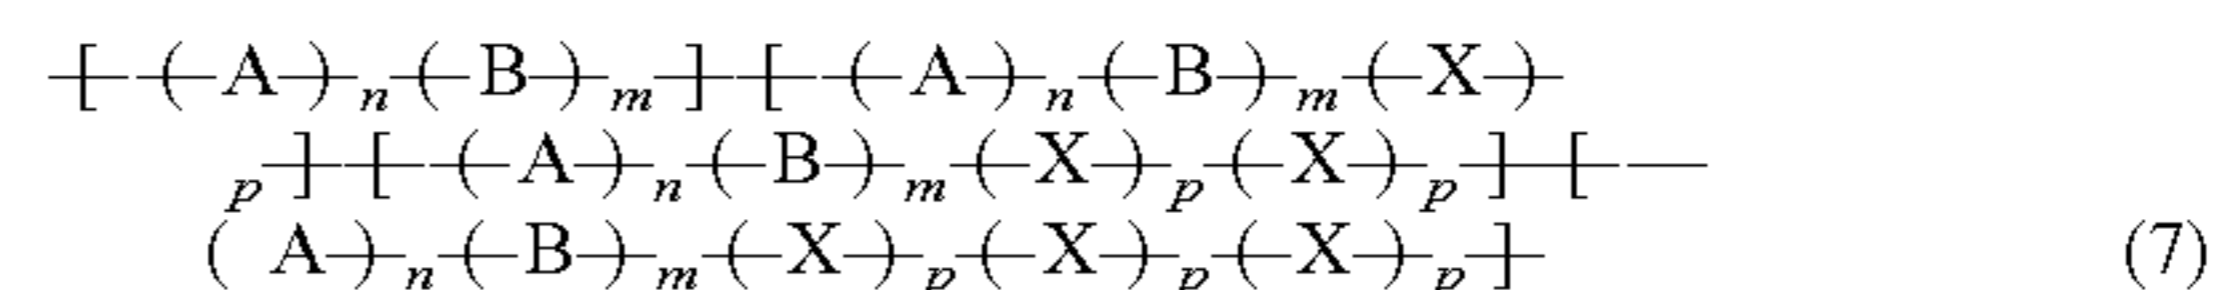 —[—(—A—)—n—(—B—)—m—]—[—(—A—)—n—(—B—)—m—(—X—)—
p—]—[—(—A—)—n—(—B—)—m—(—X—)—p—(—X—)—p—]—[—
( A—)—n—(—B—)—m—(—X—)—p—(—X—)—p—(—X—)—p—]— (7)